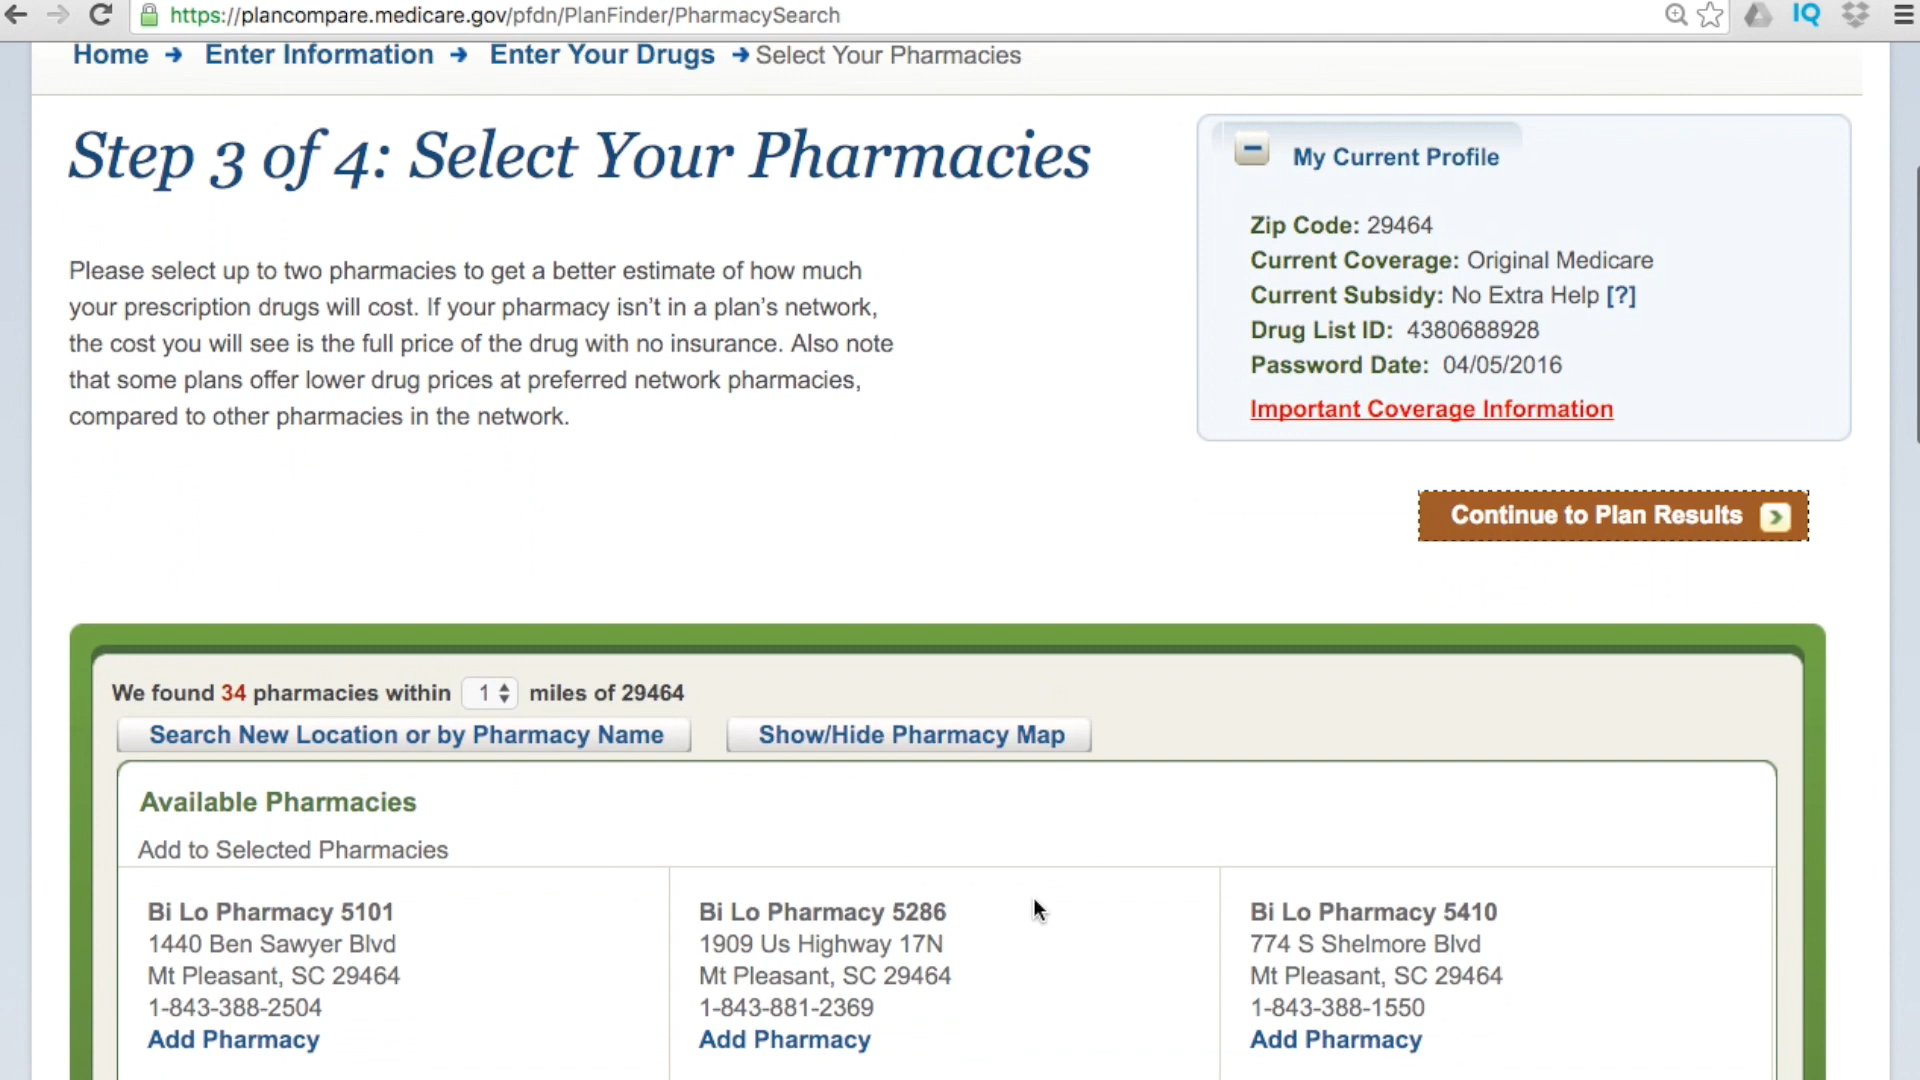 https://plancompare.medicare.gov/pfdn/PlanFinder/PharmacySearch
IQ
Home → Enter Information → Enter Your Drugs → Select Your Pharmacies
Step 3 of 4: Select Your Pharmacies
Please select up to two pharmacies to get a better estimate of how much
your prescription drugs will cost. If your pharmacy isn't in a plan's network,
the cost you will see is the full price of the drug with no insurance. Also note
that some plans offer lower drug prices at preferred network pharmacies,
compared to other pharmacies in the network.
My Current Profile
Zip Code: 29464
Current Coverage: Original Medicare
Current Subsidy: No Extra Help [?]
Drug List ID: 4380688928
Password Date: 04/05/2016
Important Coverage Information
Continue to Plan Results
We found 34 pharmacies within 1 miles of 29464
Search New Location or by Pharmacy Name
Show/Hide Pharmacy Map
Available Pharmacies
Add to Selected Pharmacies
Bi Lo Pharmacy 5101
1440 Ben Sawyer Blvd
Mt Pleasant, SC 29464
1-843-388-2504
Add Pharmacy
Bi Lo Pharmacy 5286
1909 Us Highway 17N
Mt Pleasant, SC 29464
1-843-881-2369
Add Pharmacy
Bi Lo Pharmacy 5410
774 S Shelmore Blvd
Mt Pleasant, SC 29464
1-843-388-1550
Add Pharmacy